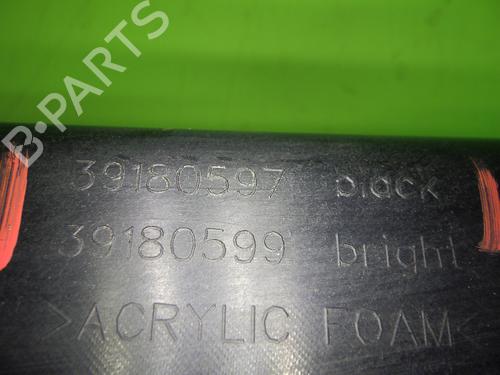 B-PARTS
39180597 black
39180599 bright
>ACRYLIC FOAM<